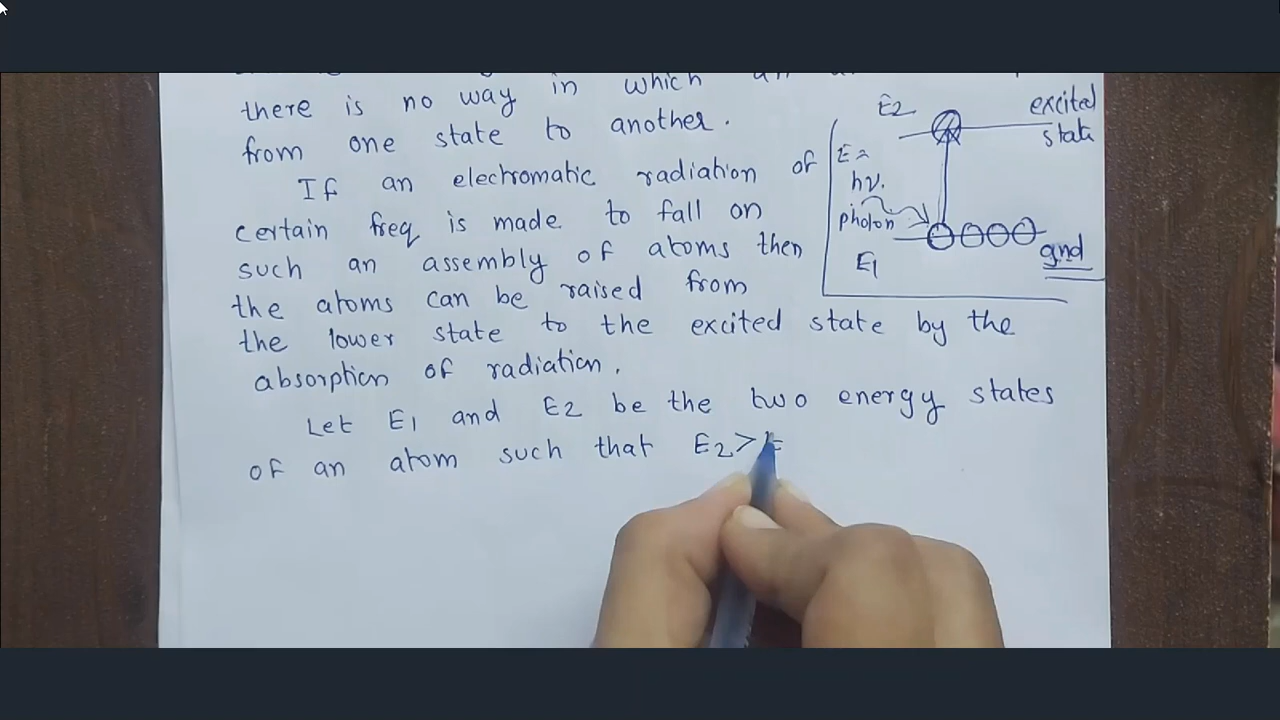 there is no way in which
from one state to another.
If an electromatic radiation of
certain freq is made to fall on
such an assembly of atoms then
the atoms can be raised from
the lower state to the excited state by the
absorption of radiation.
Let E1 and E2 be the two energy states
of an atom such that E2>E
E2
excited
state
E=
hν.
photon
E1
gnd